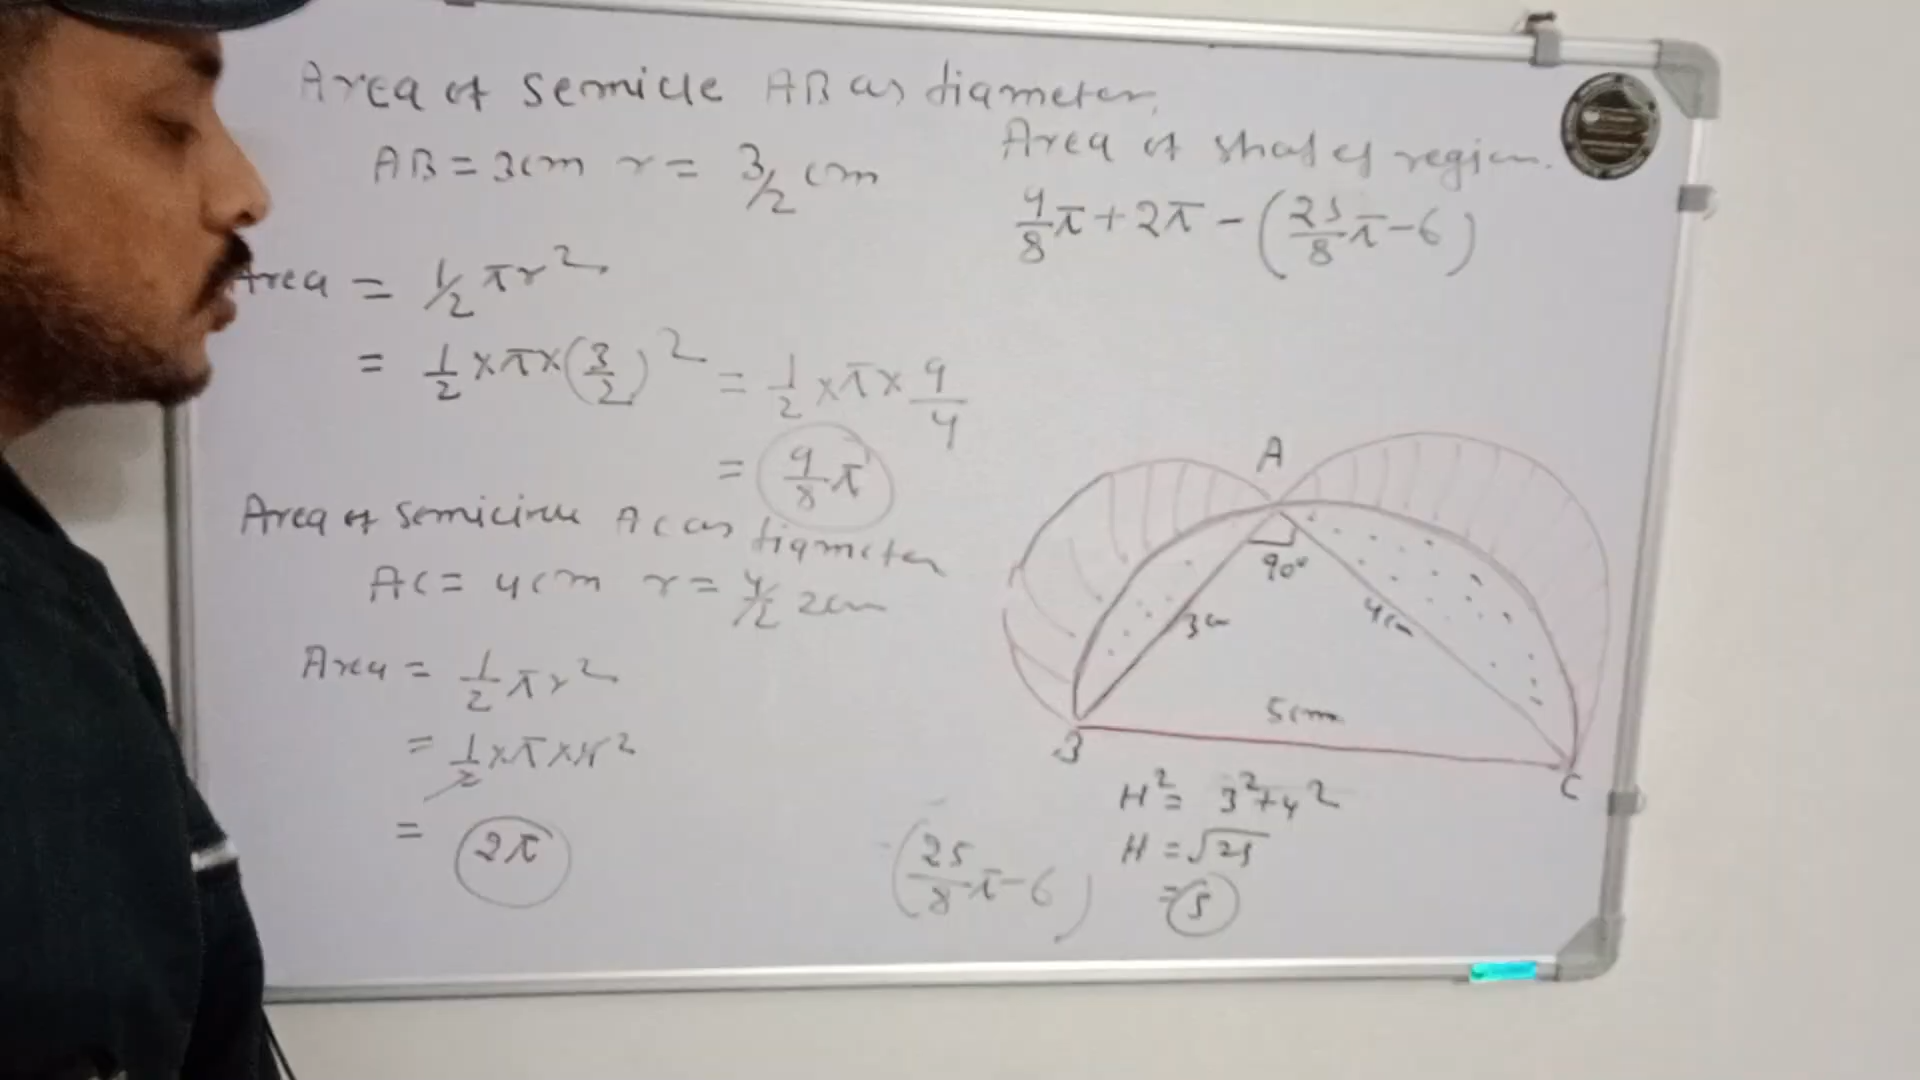 Area of semicle AB as diameter.
AB = 3cm r = 3/2 cm
Area = 1/2 πr²
= 1/2 × π × (3/2)² = 1/2 × π × 9/4
= 9/8 π
Area of semicircle AC as diameter
AC = 4cm r = 4/2 2cm
Area = 1/2 πr²
= 1/2 × π × 4²
= 2π
Area of shaded region.
9/8 π + 2π - (25/8 π - 6)
A
90°
3cm
4cm
5cm
B
C
H² = 3² + 4²
H = √25
= 5
(25/8 π - 6)